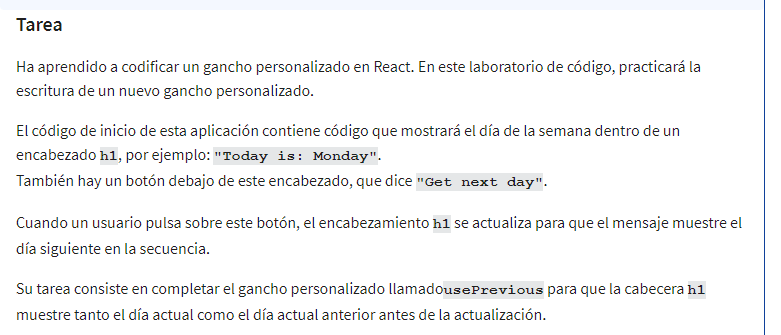 Tarea
Ha aprendido a codificar un gancho personalizado en React. En este laboratorio de código, practicará la
escritura de un nuevo gancho personalizado.
El código de inicio de esta aplicación contiene código que mostrará el día de la semana dentro de un
encabezado h1, por ejemplo: "Today is: Monday".
También hay un botón debajo de este encabezado, que dice "Get next day".
Cuando un usuario pulsa sobre este botón, el encabezamiento h1 se actualiza para que el mensaje muestre el
día siguiente en la secuencia.
Su tarea consiste en completar el gancho personalizado llamadousePrevious para que la cabecera h1
muestre tanto el día actual como el día actual anterior antes de la actualización.